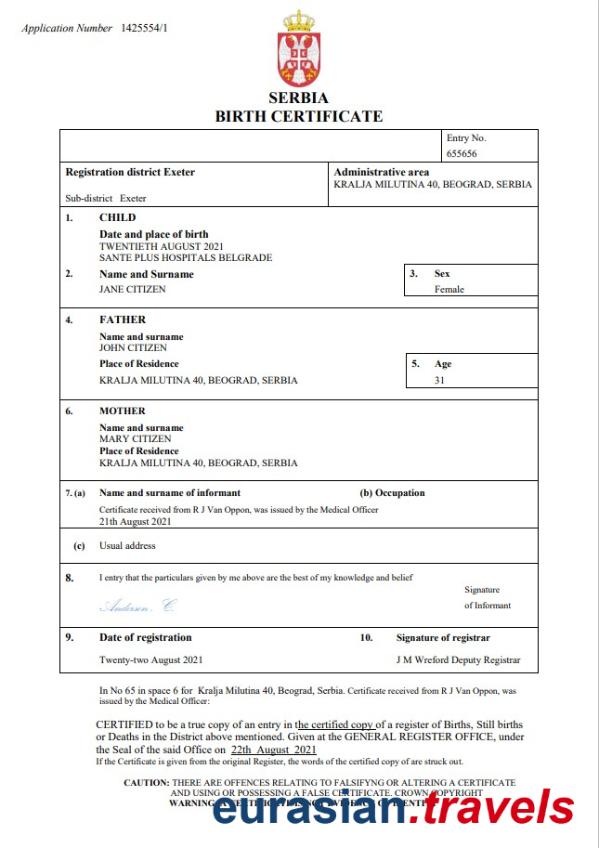 Application Number 1425554/1
SERBIA
BIRTH CERTIFICATE
Entry No.
655656
Registration district Exeter
Administrative area
KRALJA MILUTINA 40, BEOGRAD, SERBIA
Sub-district Exeter
1. CHILD
Date and place of birth
TWENTIETH AUGUST 2021
SANTE PLUS HOSPITALS BELGRADE
2. Name and Surname
3. Sex
JANE CITIZEN
Female
4. FATHER
Name and surname
JOHN CITIZEN
Place of Residence
5. Age
KRALJA MILUTINA 40, BEOGRAD, SERBIA
31
6. MOTHER
Name and surname
MARY CITIZEN
Place of Residence
KRALJA MILUTINA 40, BEOGRAD, SERBIA
7. (a) Name and surname of informant
(b) Occupation
Certificate received from R J Van Oppon, was issued by the Medical Officer
21th August 2021
(c) Usual address
8. I entry that the particulars given by me above are the best of my knowledge and belief
Signature
of Informant
Anderson . C.
9. Date of registration
10. Signature of registrar
Twenty-two August 2021
J M Wreford Deputy Registrar
In No 65 in space 6 for Kralja Milutina 40, Beograd, Serbia. Certificate received from R J Van Oppon, was
issued by the Medical Officer:
CERTIFIED to be a true copy of an entry in the certified copy of a register of Births, Still births
or Deaths in the District above mentioned. Given at the GENERAL REGISTER OFFICE, under
the Seal of the said Office on 22th August 2021
If the Certificate is given from the original Register, the words of the certified copy of are struck out.
CAUTION: THERE ARE OFFENCES RELATING TO FALSIFYNG OR ALTERING A CERTIFICATE
AND USING OR POSSESSING A FALSE CERTIFICATE. CROWN COPYRIGHT
WARNING A CERTIFICATE IS NOT EVIDENCE OF IDENTITY
eurasian.travels